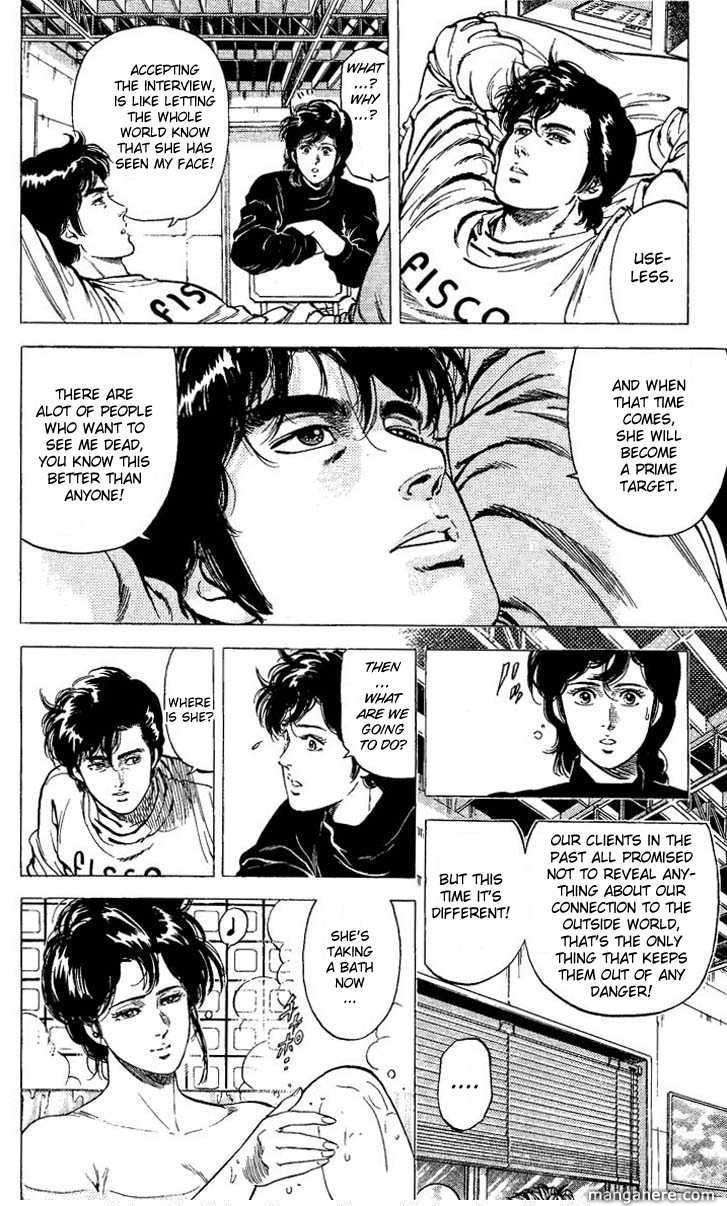 USE-
LESS.
FISCO
WHAT
...?
WHY
...?
ACCEPTING
THE INTERVIEW,
IS LIKE LETTING
THE WHOLE
WORLD KNOW
THAT SHE HAS
SEEN MY FACE!
FISCO
AND WHEN
THAT TIME
COMES,
SHE WILL
BECOME
A PRIME
TARGET.
THERE ARE
ALOT OF PEOPLE
WHO WANT TO
SEE ME DEAD,
YOU KNOW THIS
BETTER THAN
ANYONE!
OUR CLIENTS IN THE
PAST ALL PROMISED
NOT TO REVEAL ANY-
THING ABOUT OUR
CONNECTION TO THE
OUTSIDE WORLD,
THAT'S THE ONLY
THING THAT KEEPS
THEM OUT OF ANY
DANGER!
BUT THIS
TIME IT'S
DIFFERENT!
....
THEN
...
WHAT
ARE WE
GOING
TO DO?
WHERE
IS SHE?
FISCO
SHE'S
TAKING
A BATH
NOW
...
mangahere.com